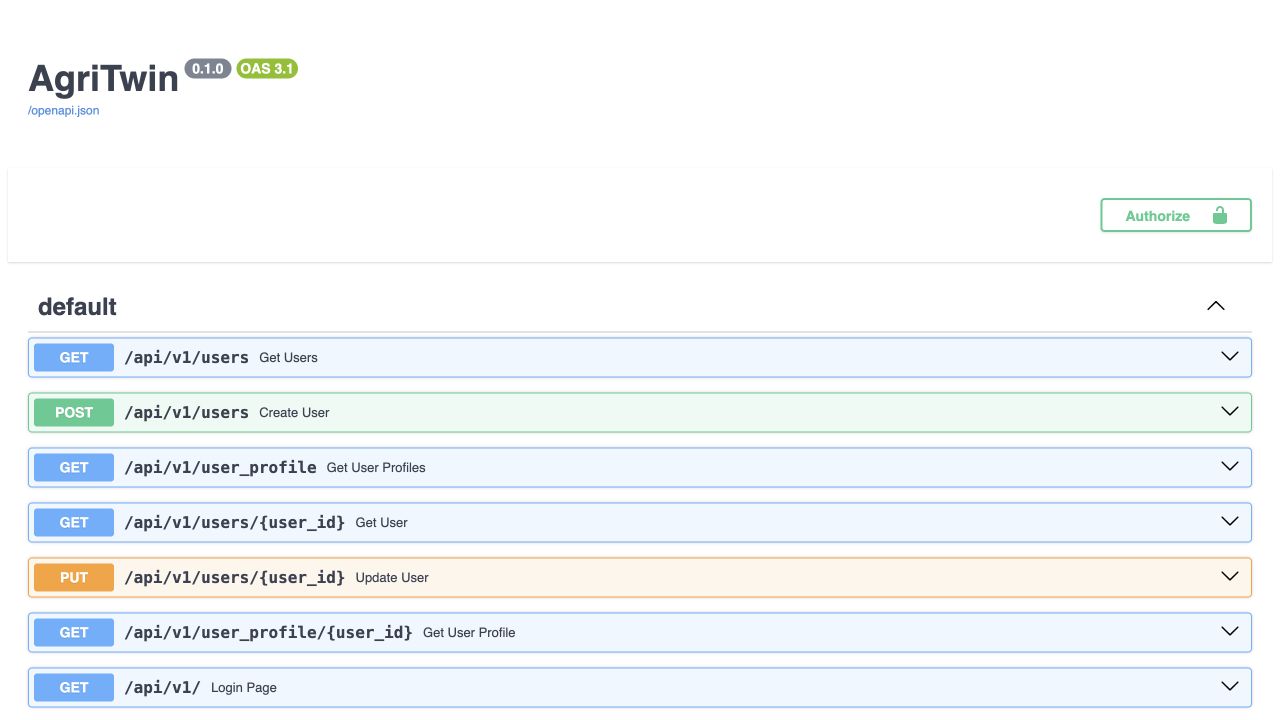 AgriTwin 0.1.0 OAS 3.1
/openapi.json
Authorize
default
GET /api/v1/users Get Users
POST /api/v1/users Create User
GET /api/v1/user_profile Get User Profiles
GET /api/v1/users/{user_id} Get User
PUT /api/v1/users/{user_id} Update User
GET /api/v1/user_profile/{user_id} Get User Profile
GET /api/v1/ Login Page